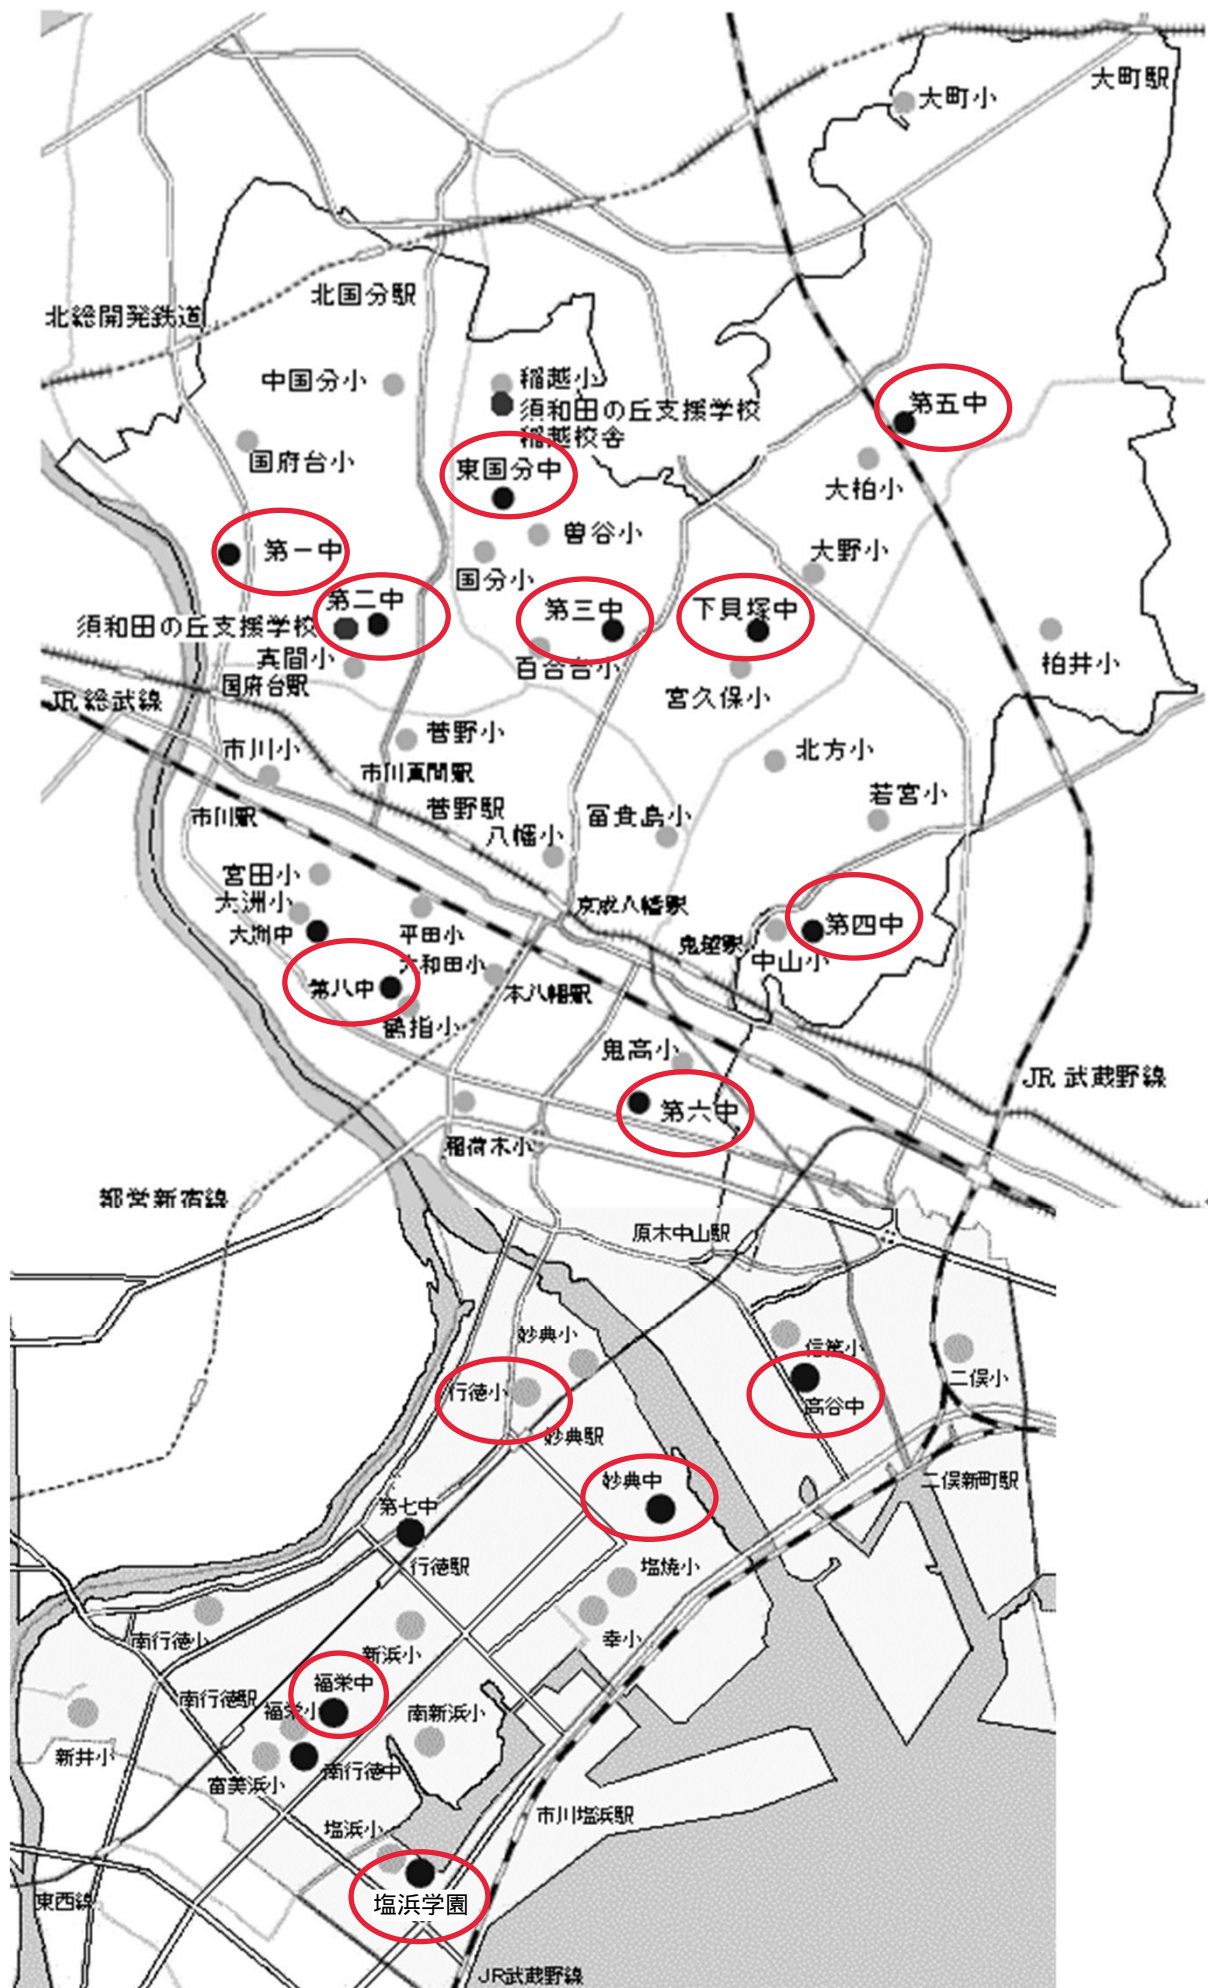 大町駅
大町小
北国分駅
北総開発鉄道
中国分小
稲越小
須和田の丘支援学校
稲越校舎
第五中
国府台小
東国分中
大柏小
曽谷小
第一中
大野小
国分小
第二中
第三中
下貝塚中
須和田の丘支援学校
真間小
百合台小
柏井小
国府台駅
宮久保小
JR総武線
菅野小
市川小
北方小
市川真間駅
若宮小
菅野駅
市川駅
冨貴島小
八幡小
宮田小
大洲小
京成八幡駅
大洲中
平田小
第四中
鬼越駅
中山小
大和田小
第八中
本八幡駅
鶴指小
鬼高小
JR 武蔵野線
第六中
稲荷木小
都営新宿線
原木中山駅
妙典小
信篤小
二俣小
行徳小
高谷中
妙典駅
妙典中
二俣新町駅
第七中
行徳駅
塩焼小
南行徳小
幸小
新浜小
福栄中
南行徳駅
福栄小
南新浜小
新井小
南行徳中
富美浜小
市川塩浜駅
塩浜小
東西線
塩浜学園
JR武蔵野線